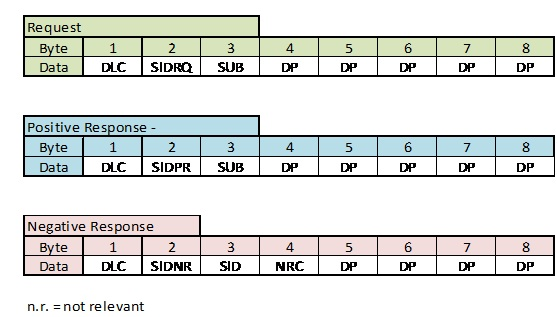 Request
Byte 1 2 3 4 5 6 7 8
Data DLC SIDRQ SUB DP DP DP DP DP
Positive Response -
Byte 1 2 3 4 5 6 7 8
Data DLC SIDPR SUB DP DP DP DP DP
Negative Response
Byte 1 2 3 4 5 6 7 8
Data DLC SIDNR SID NRC DP DP DP DP
n.r. = not relevant